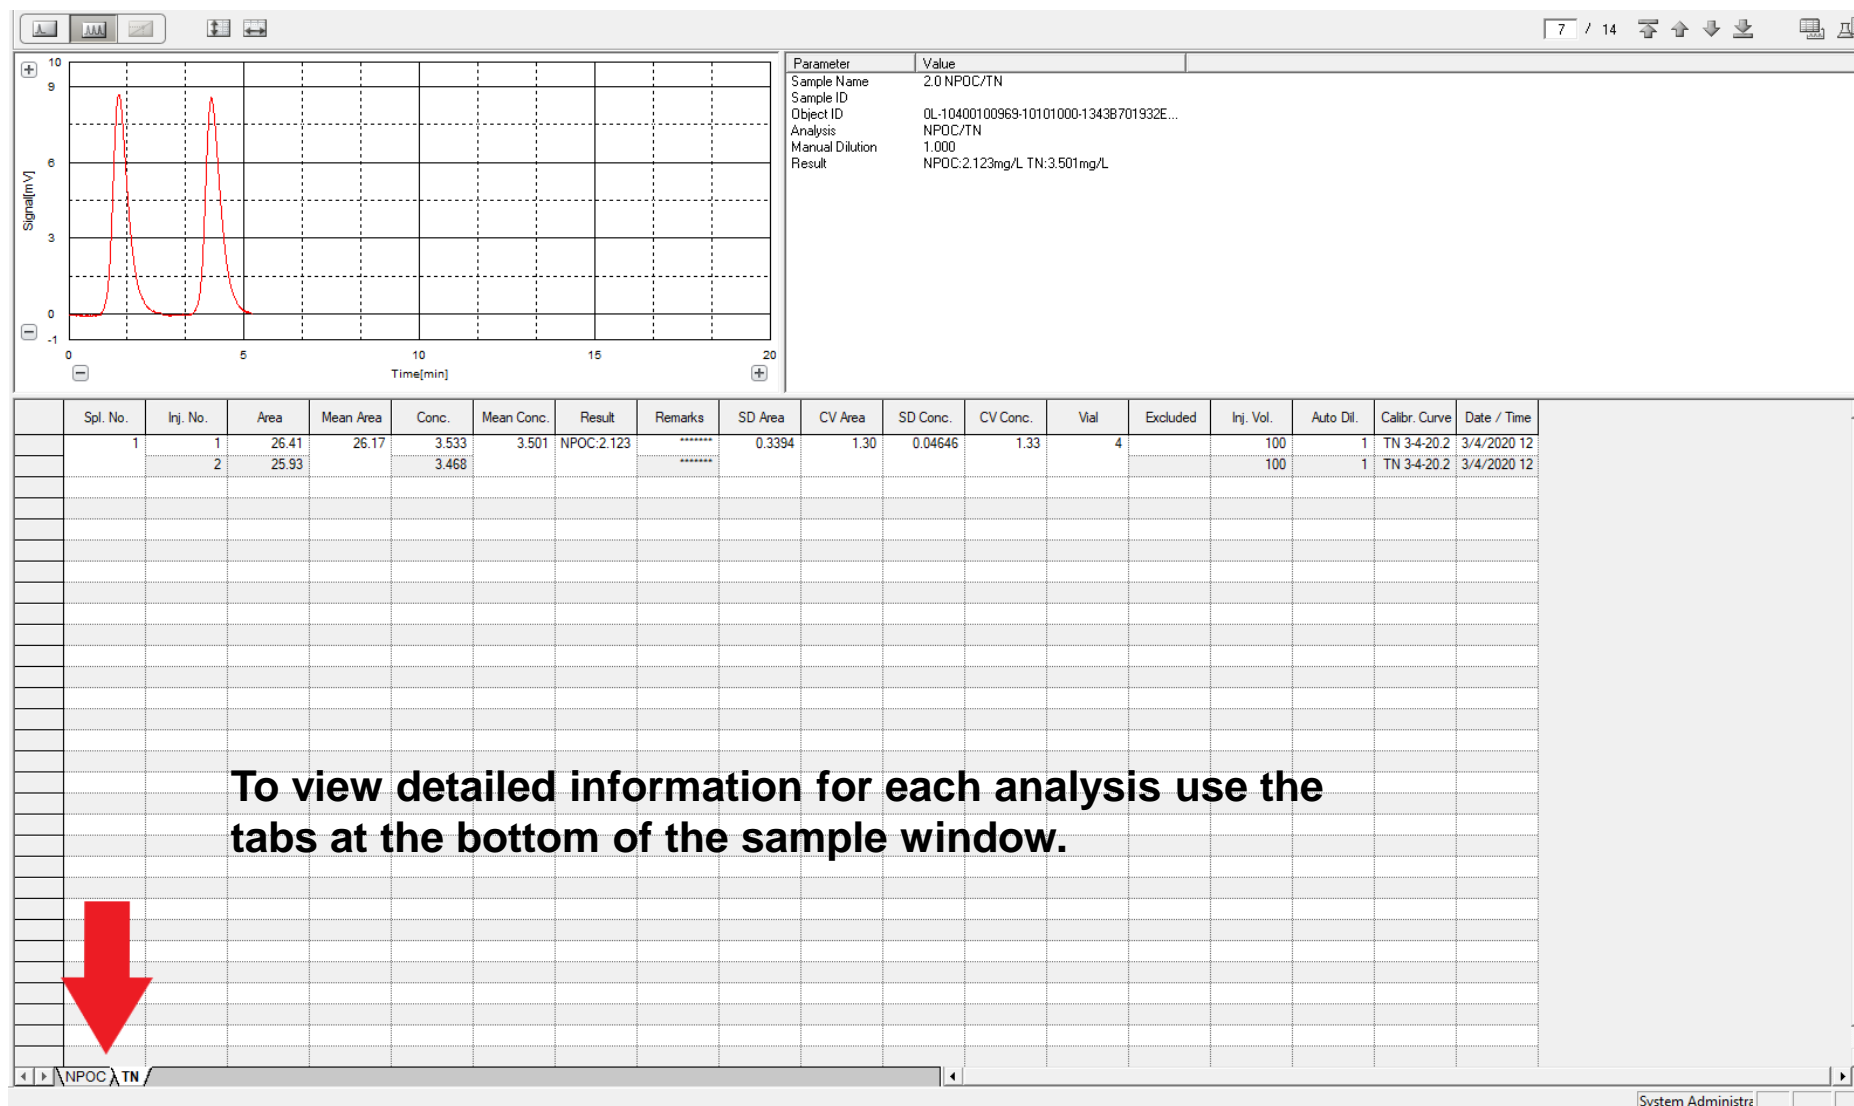 7 / 14
10
9
6
3
0
-1
Signal[mV]
0 5 10 15 20
Time[min]
Parameter Value
Sample Name 2.0 NPOC/TN
Sample ID
Object ID 0L-10400100969-10101000-1343B701932E...
Analysis NPOC/TN
Manual Dilution 1.000
Result NPOC:2.123mg/L TN:3.501mg/L
Spl. No. Inj. No. Area Mean Area Conc. Mean Conc. Result Remarks SD Area CV Area SD Conc. CV Conc. Vial Excluded Inj. Vol. Auto Dil. Calibr. Curve Date / Time
1 1 26.41 26.17 3.533 3.501 NPOC:2.123 ******* 0.3394 1.30 0.04646 1.33 4 100 1 TN 3-4-20.2 3/4/2020 12
2 25.93 3.468 ******* 100 1 TN 3-4-20.2 3/4/2020 12
To view detailed information for each analysis use the
tabs at the bottom of the sample window.
NPOC TN
System Administra